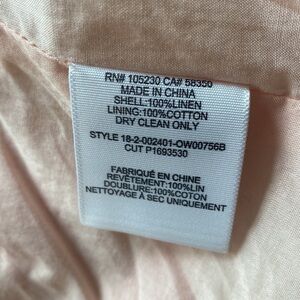 RN# 105230 CA# 58350
MADE IN CHINA
SHELL:100%LINEN
LINING:100%COTTON
DRY CLEAN ONLY
STYLE 18-2-002401-OW00756B
CUT P1693530
FABRIQUÉ EN CHINE
REVÊTEMENT:100%LIN
DOUBLURE:100%COTON
NETTOYAGE À SEC UNIQUEMENT